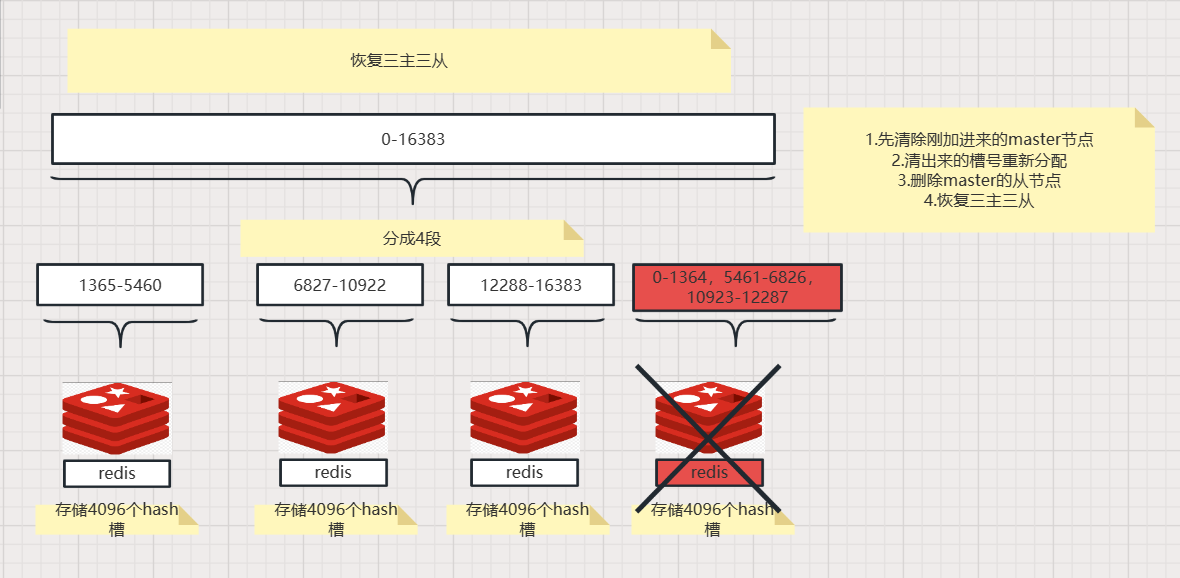 恢复三主三从
0-16383
1.先清除刚加进来的master节点
2.清出来的槽号重新分配
3.删除master的从节点
4.恢复三主三从
分成4段
1365-5460
6827-10922
12288-16383
0-1364，5461-6826，
10923-12287
redis
redis
redis
redis
存储4096个hash
槽
存储4096个hash
槽
存储4096个hash
槽
存储4096个hash
槽